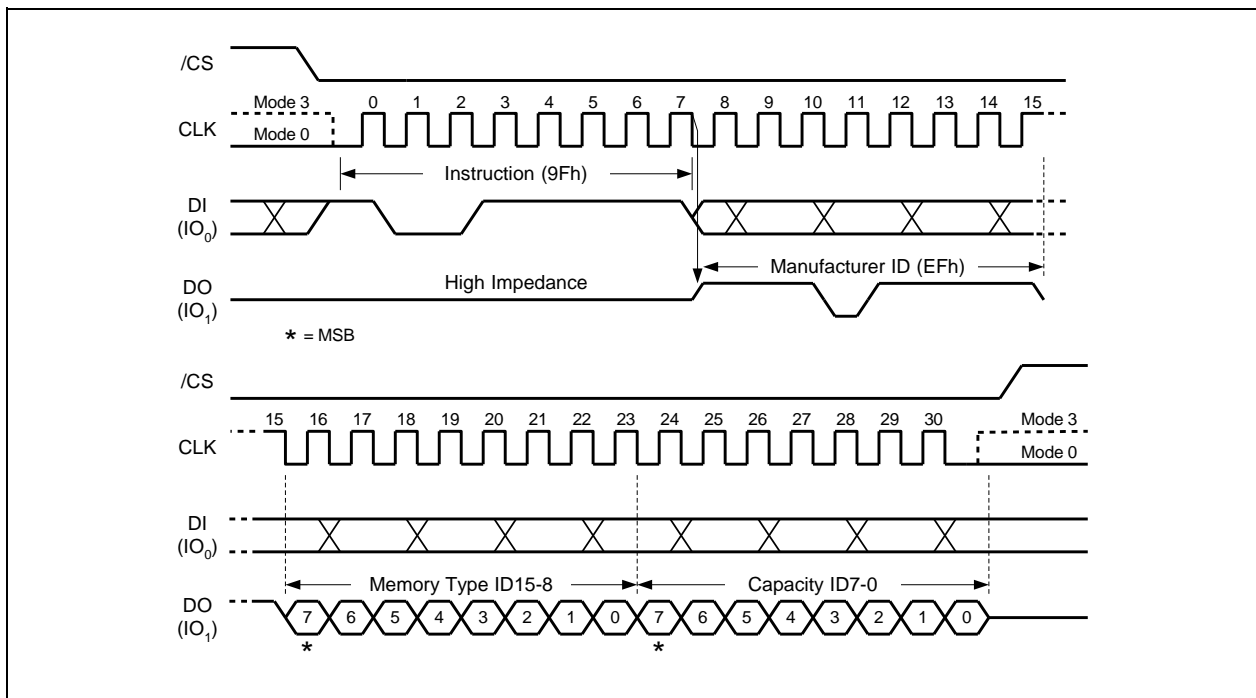 /CS
Mode 3 0 1 2 3 4 5 6 7 8 9 10 11 12 13 14 15
CLK
Mode 0
Instruction (9Fh)
DI
(IO₀)
Manufacturer ID (EFh)
High Impedance
DO
(IO₁)
* = MSB
/CS
15 16 17 18 19 20 21 22 23 24 25 26 27 28 29 30 Mode 3
CLK
Mode 0
DI
(IO₀)
Memory Type ID15-8 Capacity ID7-0
DO
(IO₁)
7 6 5 4 3 2 1 0 7 6 5 4 3 2 1 0
* *